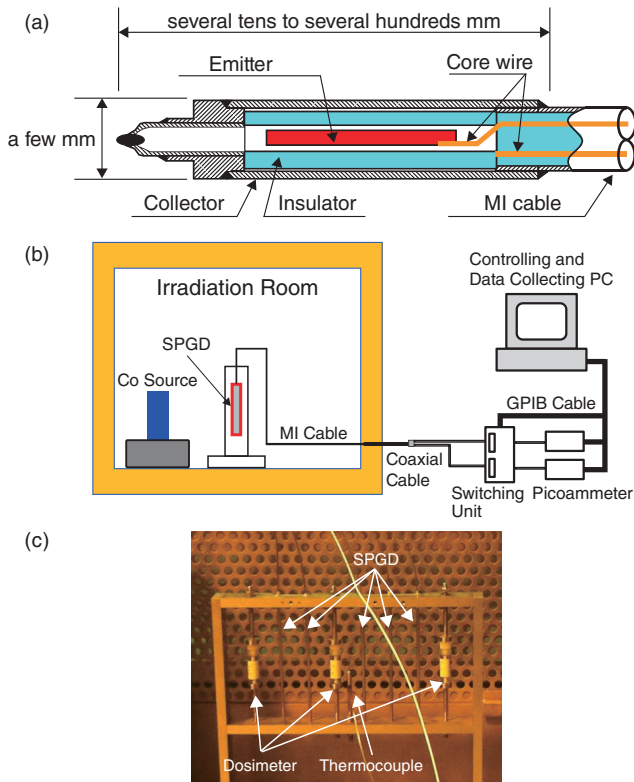 (a)
several tens to several hundreds mm
Emitter
Core wire
a few mm
Collector
Insulator
MI cable
(b)
Controlling and
Data Collecting PC
Irradiation Room
SPGD
Co Source
MI Cable
GPIB Cable
Coaxial
Cable
Switching
Unit
Picoammeter
(c)
SPGD
Dosimeter
Thermocouple